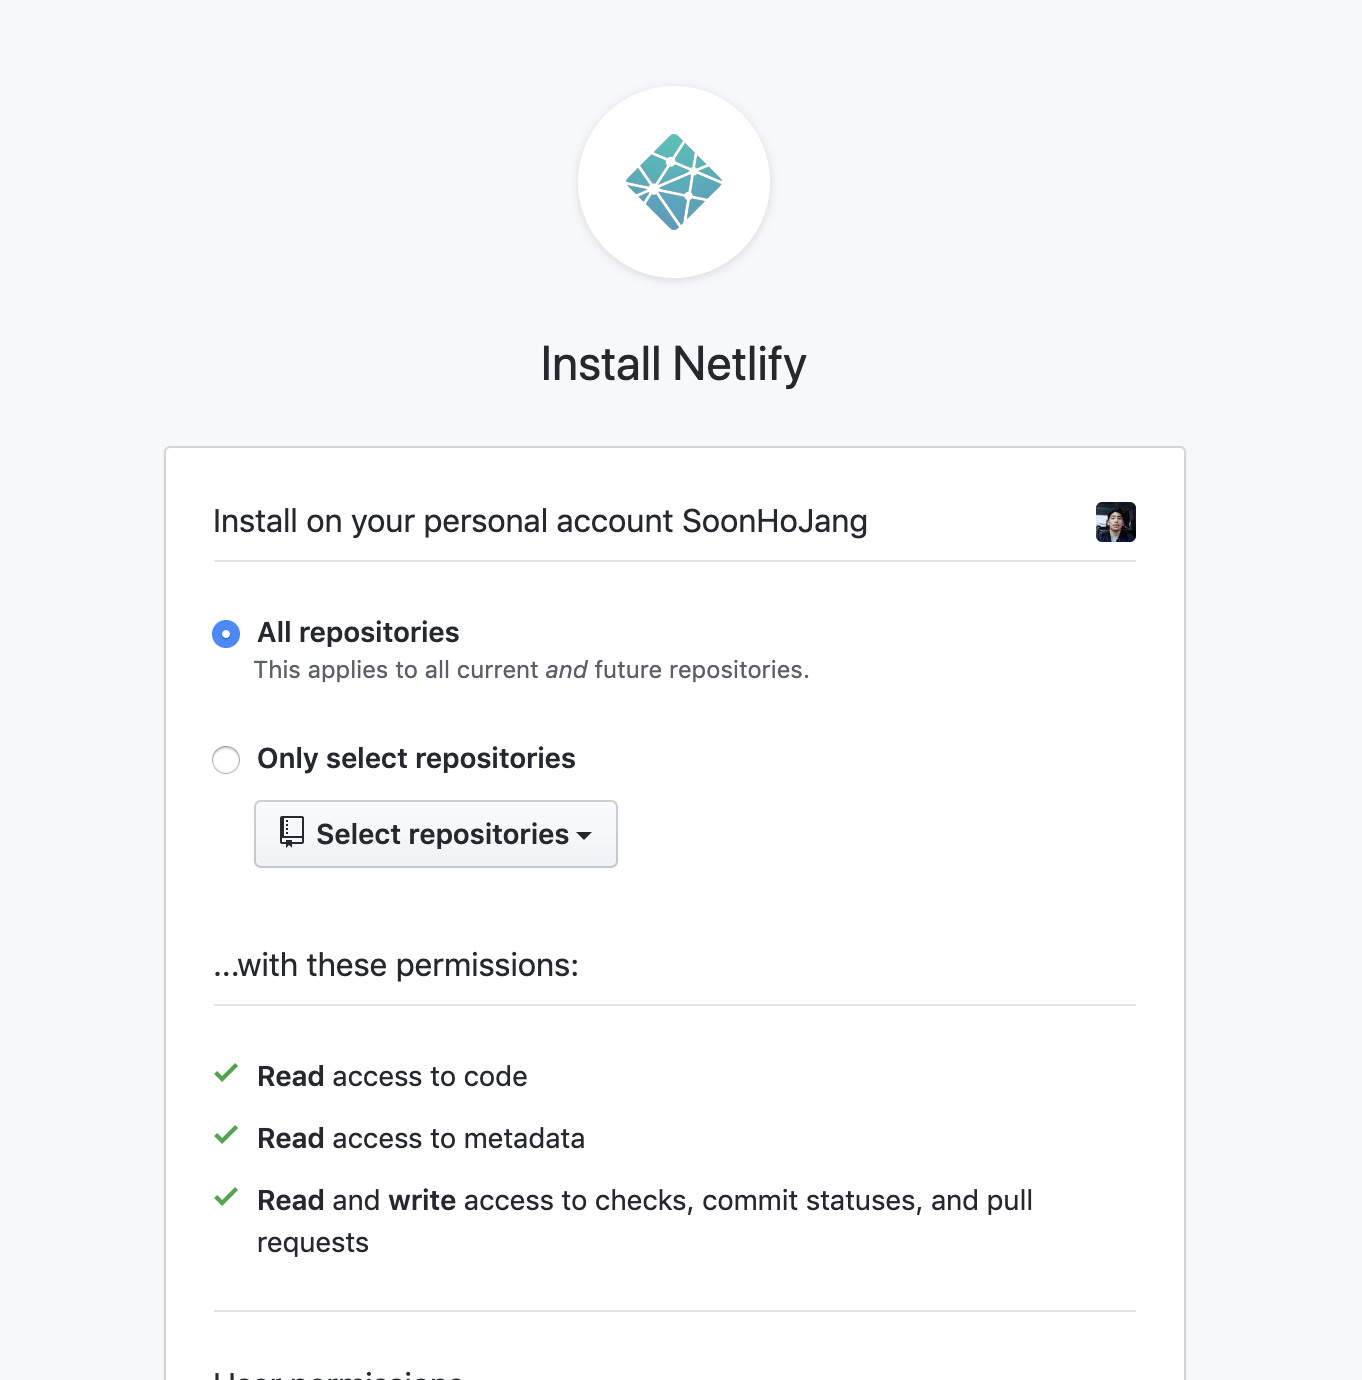 Install Netlify
Install on your personal account SoonHoJang
All repositories
This applies to all current and future repositories.
Only select repositories
Select repositories
...with these permissions:
Read access to code
Read access to metadata
Read and write access to checks, commit statuses, and pull
requests
User permissions